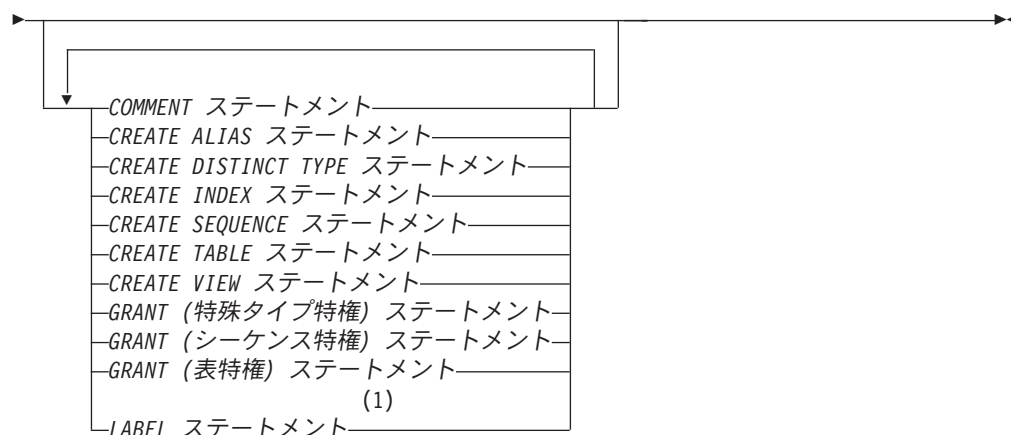 COMMENT ステートメント
CREATE ALIAS ステートメント
CREATE DISTINCT TYPE ステートメント
CREATE INDEX ステートメント
CREATE SEQUENCE ステートメント
CREATE TABLE ステートメント
CREATE VIEW ステートメント
GRANT (特殊タイプ特権) ステートメント
GRANT (シーケンス特権) ステートメント
GRANT (表特権) ステートメント
(1)
LABEL ステートメント